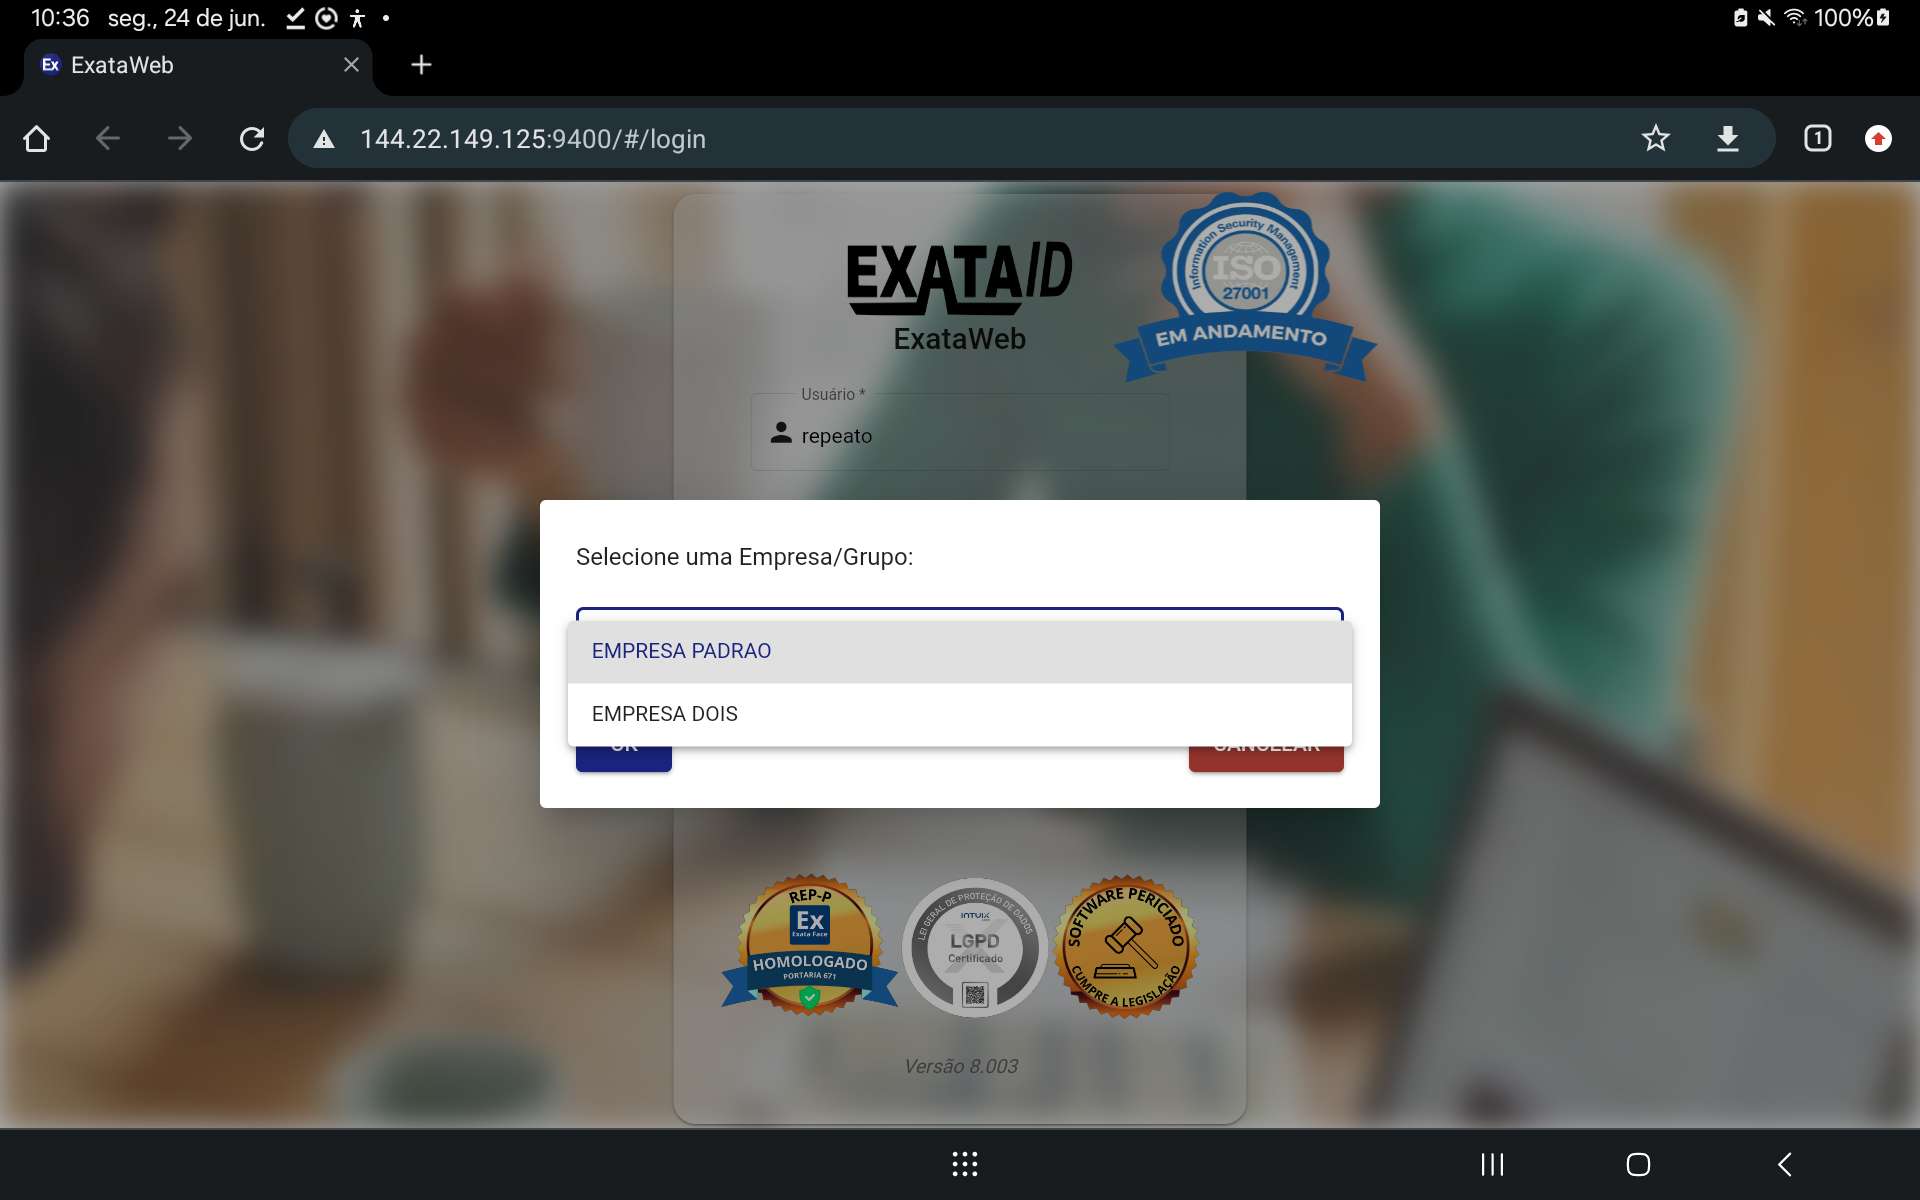 10:36 seg., 24 de jun.
100%
Ex ExataWeb
144.22.149.125:9400/#/login
1
EXATAID
ExataWeb
Information Security Management
ISO
27001
EM ANDAMENTO
Usuário *
repeato
Selecione uma Empresa/Grupo:
EMPRESA PADRAO
EMPRESA DOIS
OK
CANCELAR
REP-P
Ex
Exata Face
HOMOLOGADO
PORTARIA 671
LEI GERAL DE PROTEÇÃO DE DADOS
INTUIX
LGPD
Certificado
SOFTWARE PERICIADO
CUMPRE A LEGISLAÇÃO
Versão 8.003